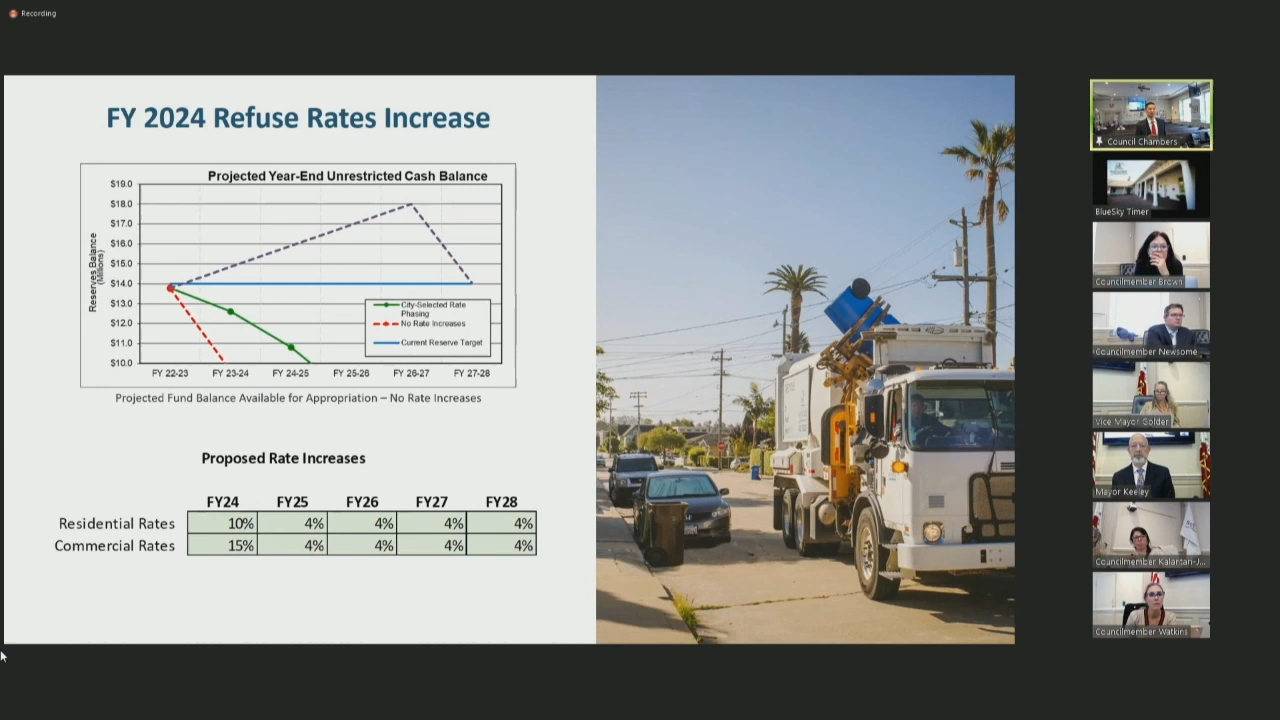 Recording
FY 2024 Refuse Rates Increase
Projected Year-End Unrestricted Cash Balance
$19.0
$18.0
$17.0
$16.0
$15.0
$14.0
$13.0
$12.0
$11.0
$10.0
Reserves Balance
(Millions)
FY 22-23 FY 23-24 FY 24-25 FY 25-26 FY 26-27 FY 27-28
City-Selected Rate
Phasing
No Rate Increases
Current Reserve Target
Projected Fund Balance Available for Appropriation – No Rate Increases
Proposed Rate Increases
FY24 FY25 FY26 FY27 FY28
Residential Rates 10% 4% 4% 4% 4%
Commercial Rates 15% 4% 4% 4% 4%
Council Chambers
BlueSky Timer
Councilmember Brown
Councilmember Newsome
Vice Mayor Golder
Mayor Keeley
Councilmember Kalantari-J...
Councilmember Watkins